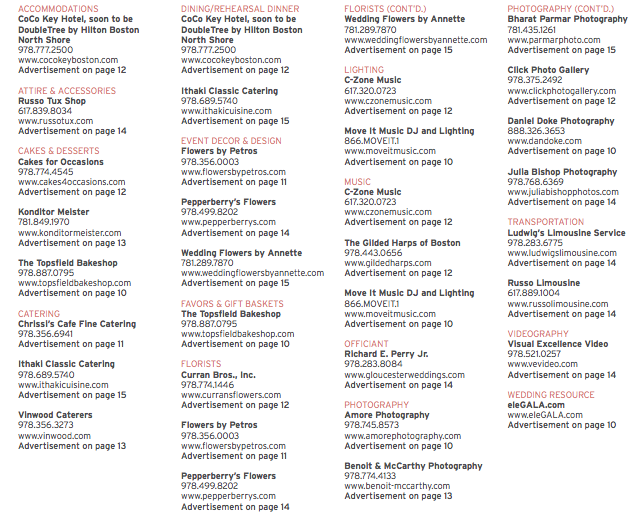 ACCOMMODATIONS
CoCo Key Hotel, soon to be
DoubleTree by Hilton Boston
North Shore
978.777.2500
www.cocokeyboston.com
Advertisement on page 12
ATTIRE & ACCESSORIES
Russo Tux Shop
617.839.8034
www.russotux.com
Advertisement on page 14
CAKES & DESSERTS
Cakes for Occasions
978.774.4545
www.cakes4occasions.com
Advertisement on page 12
Konditor Meister
781.849.1970
www.konditormeister.com
Advertisement on page 13
The Topsfield Bakeshop
978.887.0795
www.topsfieldbakeshop.com
Advertisement on page 10
CATERING
Chrissi's Cafe Fine Catering
978.356.6941
Advertisement on page 11
Ithaki Classic Catering
978.689.5740
www.ithakicuisine.com
Advertisement on page 15
Vinwood Caterers
978.356.3273
www.vinwood.com
Advertisement on page 13
DINING/REHEARSAL DINNER
CoCo Key Hotel, soon to be
DoubleTree by Hilton Boston
North Shore
978.777.2500
www.cocokeyboston.com
Advertisement on page 12
Ithaki Classic Catering
978.689.5740
www.ithakicuisine.com
Advertisement on page 15
EVENT DECOR & DESIGN
Flowers by Petros
978.356.0003
www.flowersbypetros.com
Advertisement on page 11
Pepperberry's Flowers
978.499.8202
www.pepperberrys.com
Advertisement on page 14
Wedding Flowers by Annette
781.289.7870
www.weddingflowersbyannette.com
Advertisement on page 15
FAVORS & GIFT BASKETS
The Topsfield Bakeshop
978.887.0795
www.topsfieldbakeshop.com
Advertisement on page 10
FLORISTS
Curran Bros., Inc.
978.774.1446
www.curransflowers.com
Advertisement on page 12
Flowers by Petros
978.356.0003
www.flowersbypetros.com
Advertisement on page 11
Pepperberry's Flowers
978.499.8202
www.pepperberrys.com
Advertisement on page 14
FLORISTS (CONT'D.)
Wedding Flowers by Annette
781.289.7870
www.weddingflowersbyannette.com
Advertisement on page 15
LIGHTING
C-Zone Music
617.320.0723
www.czonemusic.com
Advertisement on page 12
Move It Music DJ and Lighting
866.MOVEIT.1
www.moveitmusic.com
Advertisement on page 10
MUSIC
C-Zone Music
617.320.0723
www.czonemusic.com
Advertisement on page 12
The Gilded Harps of Boston
978.443.0656
www.gildedharps.com
Advertisement on page 12
Move It Music DJ and Lighting
866.MOVEIT.1
www.moveitmusic.com
Advertisement on page 10
OFFICIANT
Richard E. Perry Jr.
978.283.8084
www.gloucesterweddings.com
Advertisement on page 14
PHOTOGRAPHY
Amore Photography
978.745.8573
www.amorephotography.com
Advertisement on page 10
Benoit & McCarthy Photography
978.774.4133
www.benoit-mccarthy.com
Advertisement on page 13
PHOTOGRAPHY (CONT'D.)
Bharat Parmar Photography
781.435.1261
www.parmarphoto.com
Advertisement on page 15
Click Photo Gallery
978.375.2492
www.clickphotogallery.com
Advertisement on page 12
Daniel Doke Photography
888.326.3653
www.dandoke.com
Advertisement on page 10
Julia Bishop Photography
978.768.6369
www.juliabishopphotos.com
Advertisement on page 14
TRANSPORTATION
Ludwig's Limousine Service
978.283.6775
www.ludwigslimousine.com
Advertisement on page 14
Russo Limousine
617.889.1004
www.russolimousine.com
Advertisement on page 14
VIDEOGRAPHY
Visual Excellence Video
978.521.0257
www.vevideo.com
Advertisement on page 14
WEDDING RESOURCE
eleGALA.com
www.eleGALA.com
Advertisement on page 10